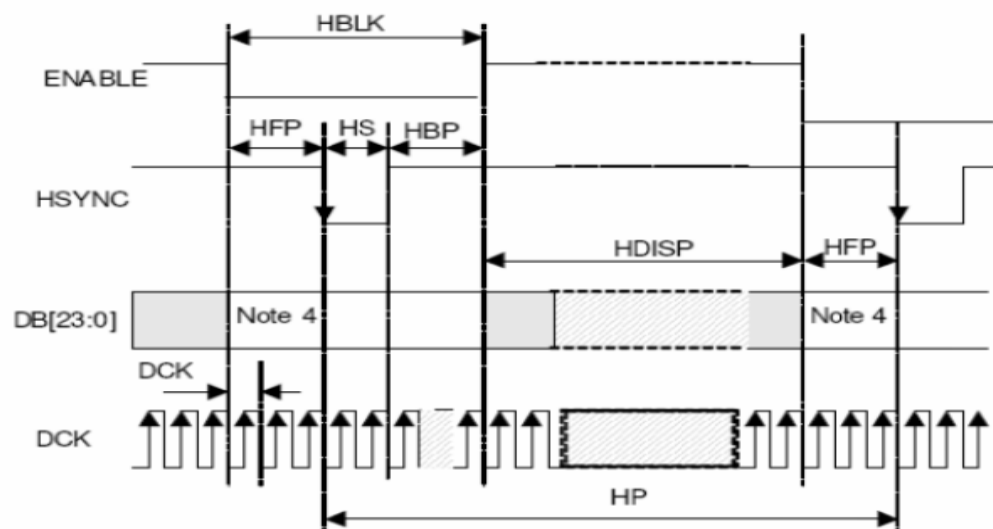 HBLK
ENABLE
HFP HS HBP
HSYNC
HDISP HFP
DB[23:0] Note 4 Note 4
DCK
DCK
HP